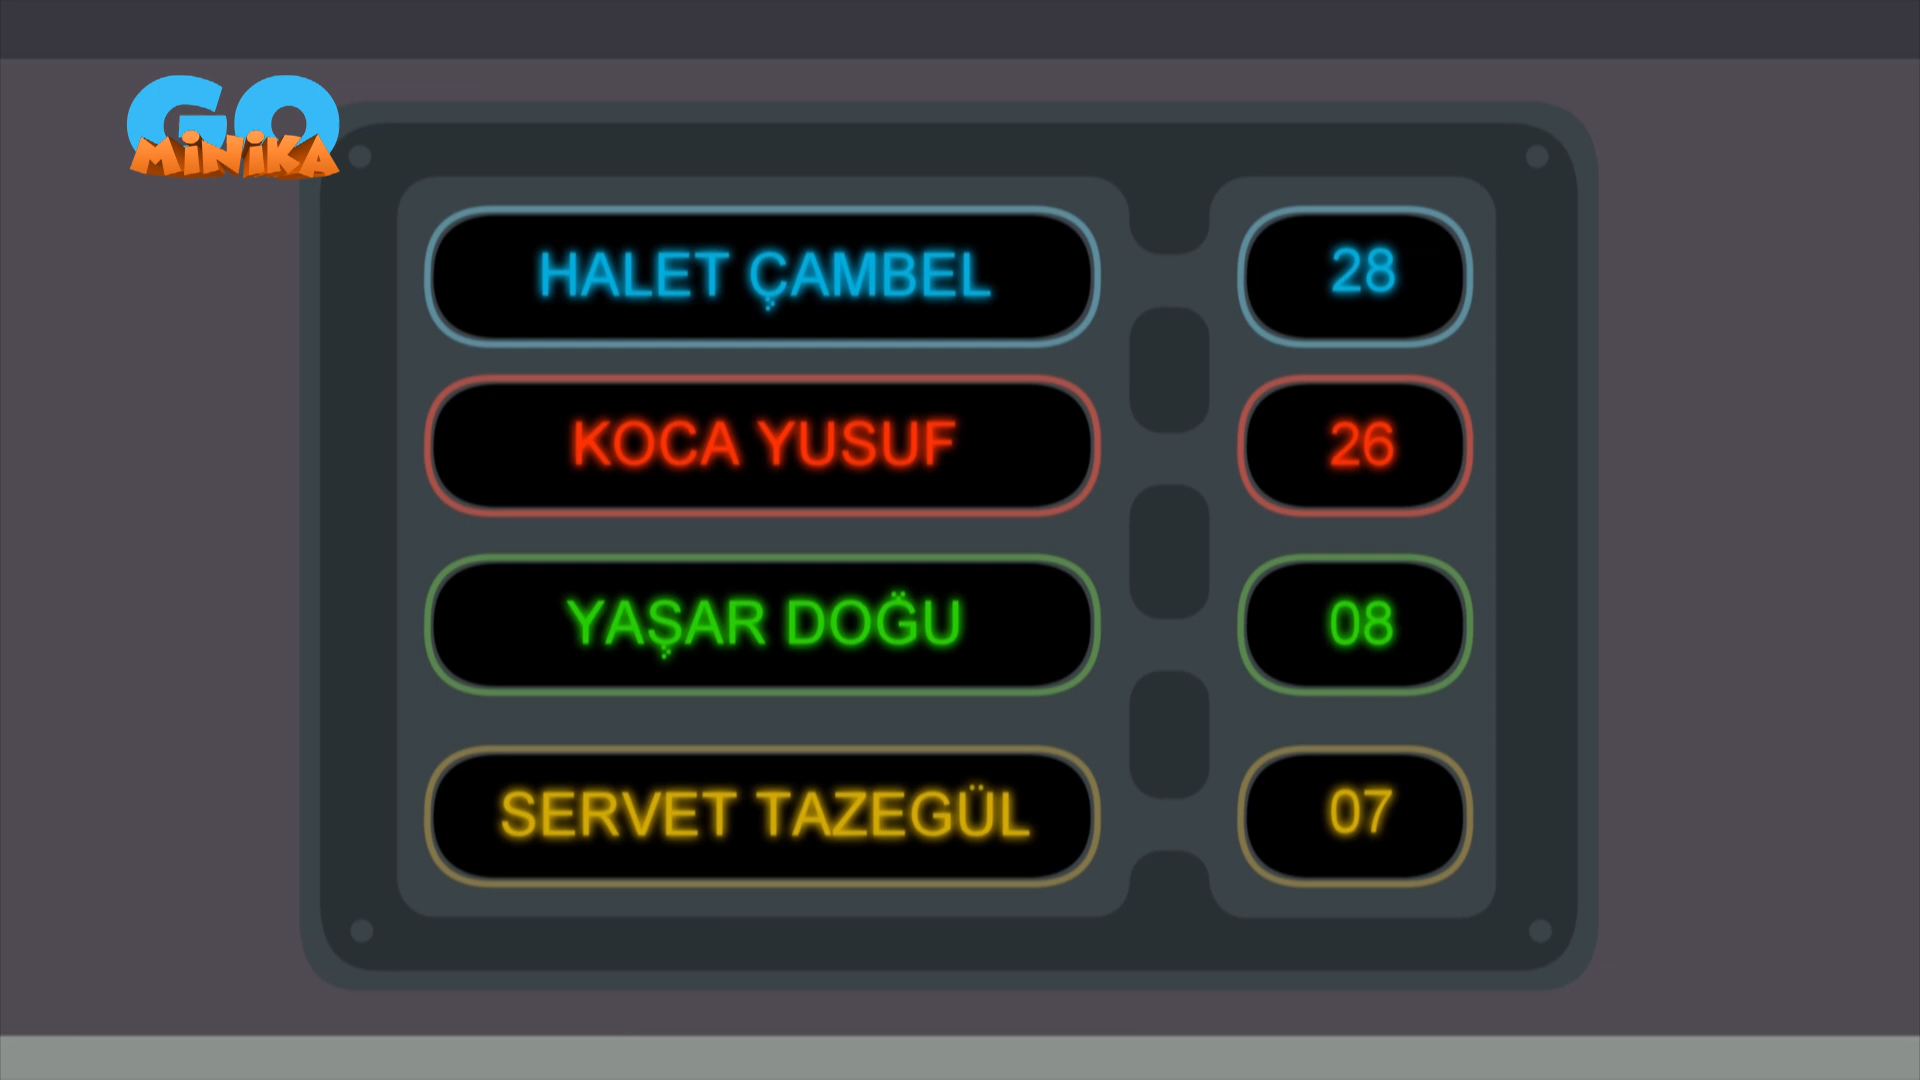 GO
MİNİKA
HALET ÇAMBEL 28
KOCA YUSUF 26
YAŞAR DOĞU 08
SERVET TAZEGÜL 07